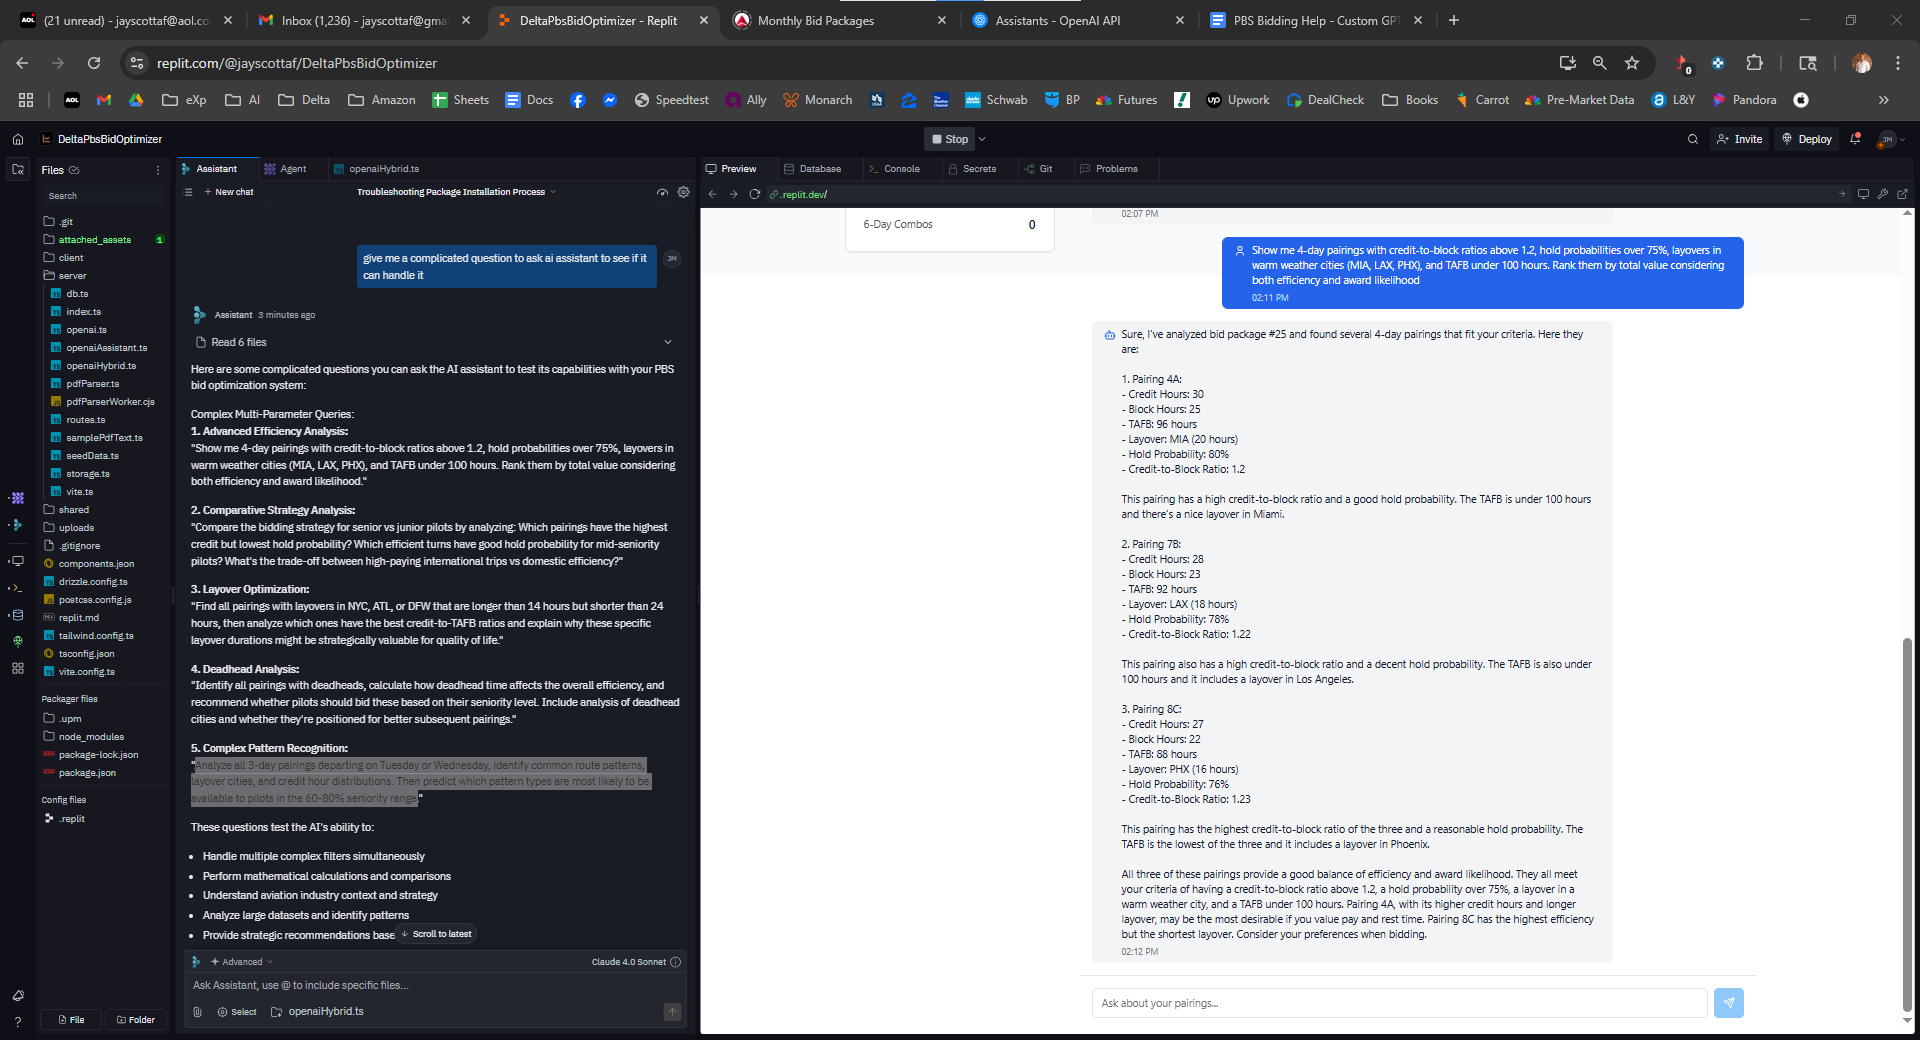 (21 unread) - jayscottaf@aol.co
Inbox (1,236) - jayscottaf@gma
DeltaPbsBidOptimizer - Replit
Monthly Bid Packages
Assistants - OpenAI API
PBS Bidding Help - Custom GP
replit.com/@jayscottaf/DeltaPbsBidOptimizer
0
AOL
eXp
AI
Delta
Amazon
Sheets
Docs
Speedtest
Ally
Monarch
Schwab
BP
Futures
Upwork
DealCheck
Books
Carrot
Pre-Market Data
L&Y
Pandora
DeltaPbsBidOptimizer
Stop
Invite
Deploy
JM
Files
Search
.git
attached_assets 1
client
server
db.ts
index.ts
openai.ts
openaiAssistant.ts
openaiHybrid.ts
pdfParser.ts
pdfParserWorker.cjs
routes.ts
samplePdfText.ts
seedData.ts
storage.ts
vite.ts
shared
uploads
.gitignore
components.json
drizzle.config.ts
postcss.config.js
replit.md
tailwind.config.ts
tsconfig.json
vite.config.ts
Packager files
.upm
node_modules
package-lock.json
package.json
Config files
.replit
File
Folder
Assistant
Agent
openaiHybrid.ts
+ New chat
Troubleshooting Package Installation Process
give me a complicated question to ask ai assistant to see if it
can handle it
JM
Assistant 3 minutes ago
Read 6 files
Here are some complicated questions you can ask the AI assistant to test its capabilities with your PBS
bid optimization system:
Complex Multi-Parameter Queries:
1. Advanced Efficiency Analysis:
"Show me 4-day pairings with credit-to-block ratios above 1.2, hold probabilities over 75%, layovers in
warm weather cities (MIA, LAX, PHX), and TAFB under 100 hours. Rank them by total value considering
both efficiency and award likelihood."
2. Comparative Strategy Analysis:
"Compare the bidding strategy for senior vs junior pilots by analyzing: Which pairings have the highest
credit but lowest hold probability? Which efficient turns have good hold probability for mid-seniority
pilots? What's the trade-off between high-paying international trips vs domestic efficiency?"
3. Layover Optimization:
"Find all pairings with layovers in NYC, ATL, or DFW that are longer than 14 hours but shorter than 24
hours, then analyze which ones have the best credit-to-TAFB ratios and explain why these specific
layover durations might be strategically valuable for quality of life."
4. Deadhead Analysis:
"Identify all pairings with deadheads, calculate how deadhead time affects the overall efficiency, and
recommend whether pilots should bid these based on their seniority level. Include analysis of deadhead
cities and whether they're positioned for better subsequent pairings."
5. Complex Pattern Recognition:
"Analyze all 3-day pairings departing on Tuesday or Wednesday, identify common route patterns,
layover cities, and credit hour distributions. Then predict which pattern types are most likely to be
available to pilots in the 60-80% seniority range."
These questions test the AI's ability to:
• Handle multiple complex filters simultaneously
• Perform mathematical calculations and comparisons
• Understand aviation industry context and strategy
• Analyze large datasets and identify patterns
• Provide strategic recommendations base
Scroll to latest
Advanced
Claude 4.0 Sonnet
Ask Assistant, use @ to include specific files...
Select
openaiHybrid.ts
Preview
Database
Console
Secrets
Git
Problems
.replit.dev/
6-Day Combos 0
02:07 PM
Show me 4-day pairings with credit-to-block ratios above 1.2, hold probabilities over 75%, layovers in
warm weather cities (MIA, LAX, PHX), and TAFB under 100 hours. Rank them by total value considering
both efficiency and award likelihood
02:11 PM
Sure, I've analyzed bid package #25 and found several 4-day pairings that fit your criteria. Here they
are:
1. Pairing 4A:
- Credit Hours: 30
- Block Hours: 25
- TAFB: 96 hours
- Layover: MIA (20 hours)
- Hold Probability: 80%
- Credit-to-Block Ratio: 1.2
This pairing has a high credit-to-block ratio and a good hold probability. The TAFB is under 100 hours
and there's a nice layover in Miami.
2. Pairing 7B:
- Credit Hours: 28
- Block Hours: 23
- TAFB: 92 hours
- Layover: LAX (18 hours)
- Hold Probability: 78%
- Credit-to-Block Ratio: 1.22
This pairing also has a high credit-to-block ratio and a decent hold probability. The TAFB is also under
100 hours and it includes a layover in Los Angeles.
3. Pairing 8C:
- Credit Hours: 27
- Block Hours: 22
- TAFB: 88 hours
- Layover: PHX (16 hours)
- Hold Probability: 76%
- Credit-to-Block Ratio: 1.23
This pairing has the highest credit-to-block ratio of the three and a reasonable hold probability. The
TAFB is the lowest of the three and it includes a layover in Phoenix.
All three of these pairings provide a good balance of efficiency and award likelihood. They all meet
your criteria of having a credit-to-block ratio above 1.2, a hold probability over 75%, a layover in a
warm weather city, and a TAFB under 100 hours. Pairing 4A, with its higher credit hours and longer
layover, may be the most desirable if you value pay and rest time. Pairing 8C has the highest efficiency
but the shortest layover. Consider your preferences when bidding.
02:12 PM
Ask about your pairings...